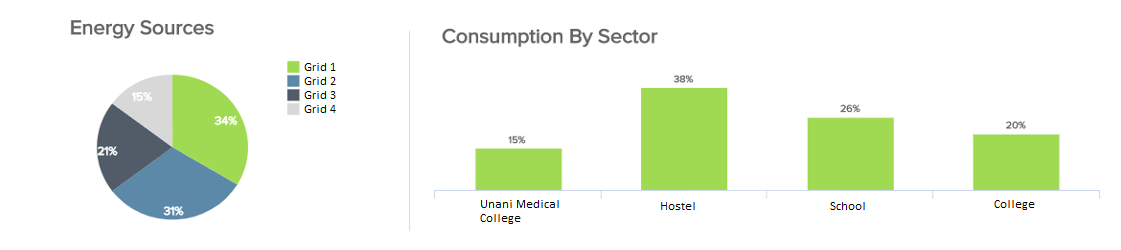 Energy Sources
Grid 1
Grid 2
Grid 3
Grid 4
15%
34%
21%
31%
Consumption By Sector
15%
38%
26%
20%
Unani Medical
College
Hostel
School
College